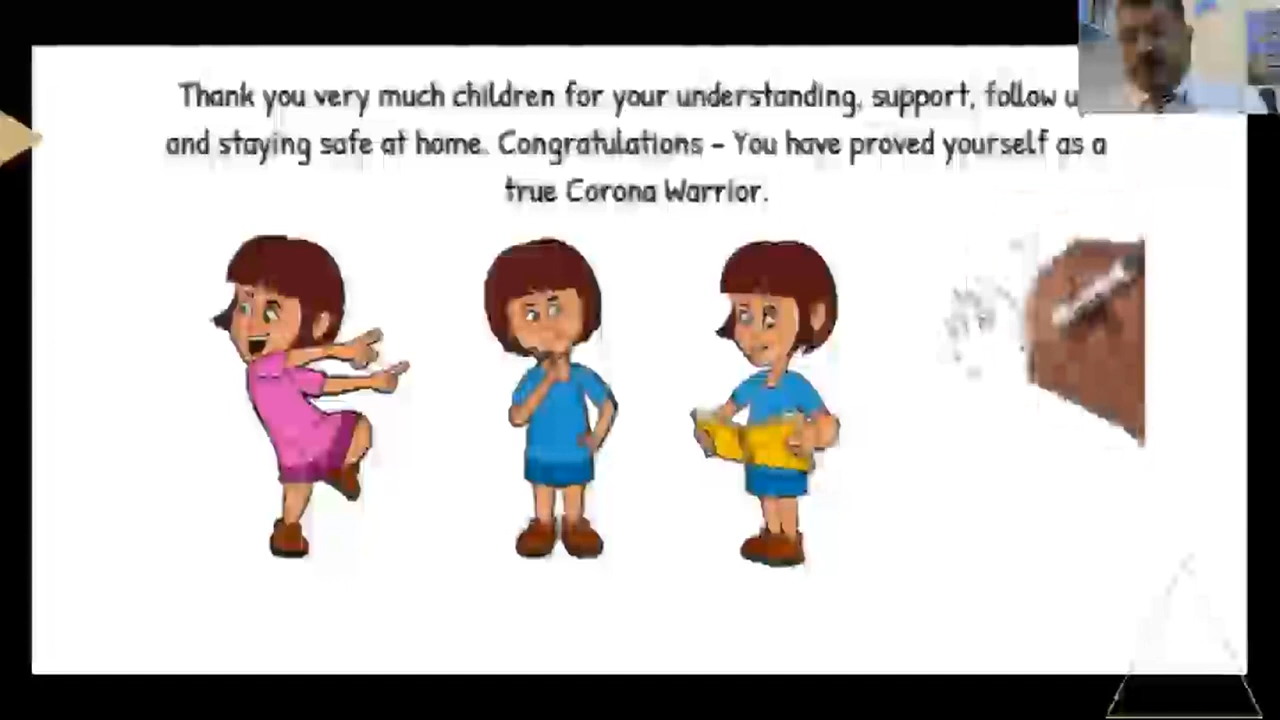 Thank you very much children for your understanding, support, follow
and staying safe at home. Congratulations - You have proved yourself as a
true Corona Warrior.